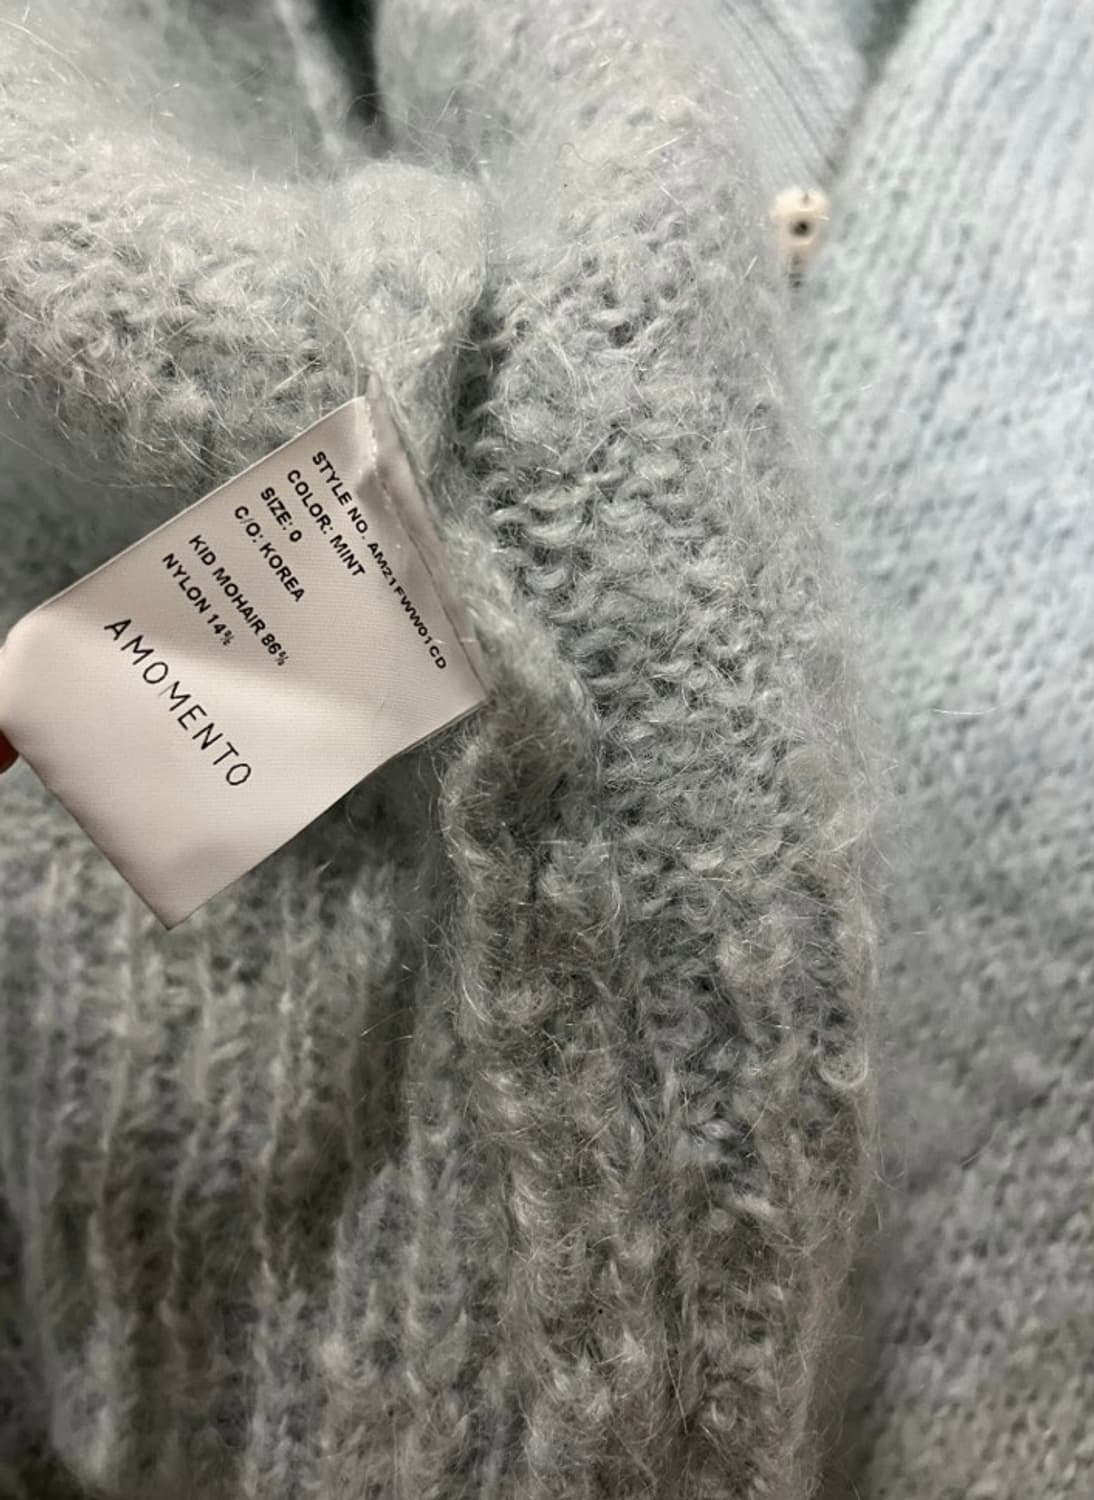 STYLE NO. AM21FWW01CD
COLOR: MINT
SIZE: 0
C/O: KOREA
KID MOHAIR 86%
NYLON 14%
AMOMENTO